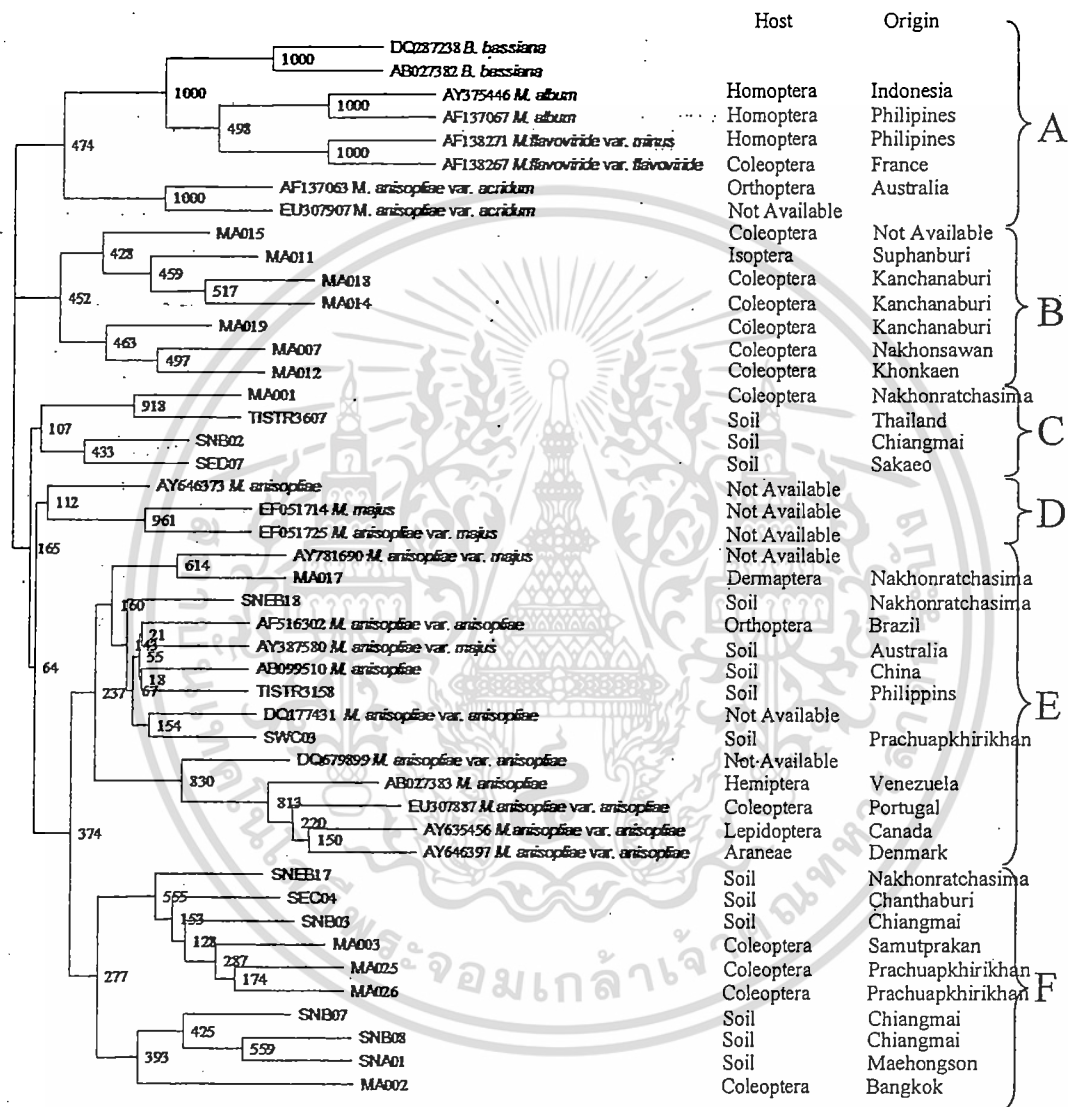 Host Origin
DQ287238 B. bassiana
1000
AB027382 B. bassiana
1000
AY375446 M. album Homoptera Indonesia
1000
AF137067 M. album Homoptera Philipines
498
A
AF138271 M.flavoviride var. minus Homoptera Philipines
474
1000
AF138267 M.flavoviride var. flavoviride Coleoptera France
AF137063 M. anisopliae var. acridum Orthoptera Australia
1000
EU307907 M. anisopliae var. acridum Not Available
MA015 Coleoptera Not Available
428
MA011 Isoptera Suphanburi
459
MA018 Coleoptera Kanchanaburi
517
452
MA014 Coleoptera Kanchanaburi
B
MA019 Coleoptera Kanchanaburi
463
MA007 Coleoptera Nakhonsawan
497
MA012 Coleoptera Khonkaen
MA001 Coleoptera Nakhonratchasima
918
TISTR3607 Soil Thailand
107
C
SNB02 Soil Chiangmai
433
SED07 Soil Sakaeo
AY646373 M. anisopliae Not Available
112
EF051714 M. majus Not Available
D
961
EF051725 M. anisopliae var. majus Not Available
165
AY781690 M. anisopliae var. majus Not Available
614
MA017 Dermaptera Nakhonratchasima
160
SNEB18 Soil Nakhonratchasima
AF516302 M. anisopliae var. anisopliae Orthoptera Brazil
21
143
AY387580 M. anisopliae var. majus Soil Australia
55
64
AB099510 M. anisopliae Soil China
18
237
67
TISTR3158 Soil Philippins
E
DQ177431 M. anisopliae var. anisopliae Not Available
154
SWC03 Soil Prachuapkhirikhan
DQ679899 M. anisopliae var. anisopliae Not Available
830
AB027383 M. anisopliae Hemiptera Venezuela
813
EU307887 M.anisopliae var. anisopliae Coleoptera Portugal
220
374
AY635456 M.anisopliae var. anisopliae Lepidoptera Canada
150
AY646397 M. anisopliae var. anisopliae Araneae Denmark
SNEB17 Soil Nakhonratchasima
555
SEC04 Soil Chanthaburi
153
SNB03 Soil Chiangmai
128
MA003 Coleoptera Samutprakan
287
MA025 Coleoptera Prachuapkhirikhan
277
174
MA026 Coleoptera Prachuapkhirikhan
F
SNB07 Soil Chiangmai
425
SNB08 Soil Chiangmai
559
393
SNA01 Soil Maehongson
MA002 Coleoptera Bangkok